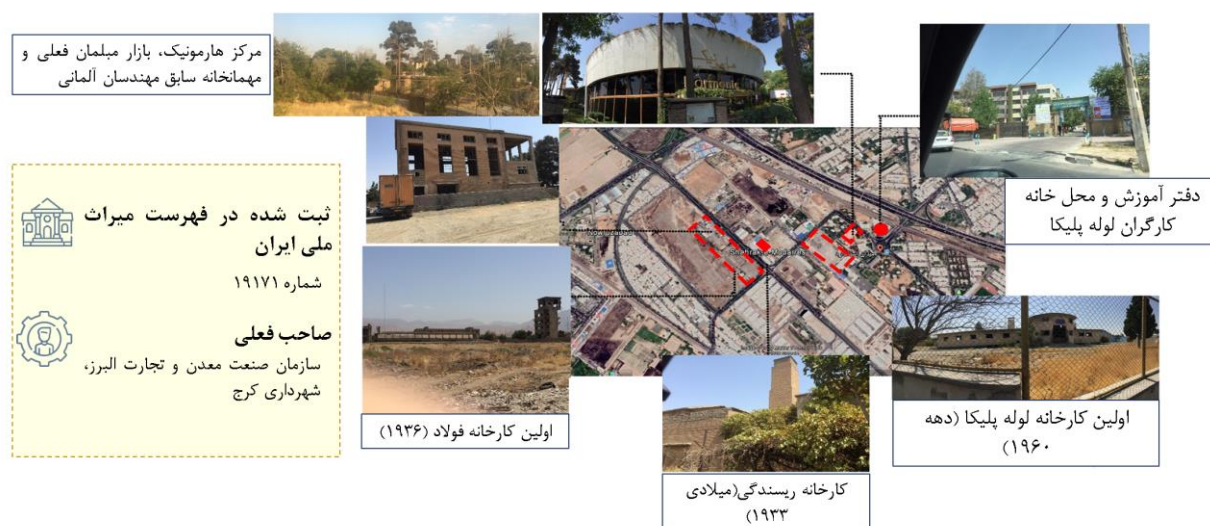 مرکز هارمونیک، بازار مبلمان فعلی و
مهمانخانه سابق مهندسان آلمانی
دفتر آموزش و محل خانه
کارگران لوله پلیکا
ثبت شده در فهرست میراث
ملی ایران
شماره ۱۹۱۷۱
صاحب فعلی
سازمان صنعت معدن و تجارت البرز،
شهرداری کرج
اولین کارخانه فولاد (۱۹۳۶)
کارخانه ریسندگی(میلادی
۱۹۳۳)
اولین کارخانه لوله پلیکا (دهه
۱۹۶۰)